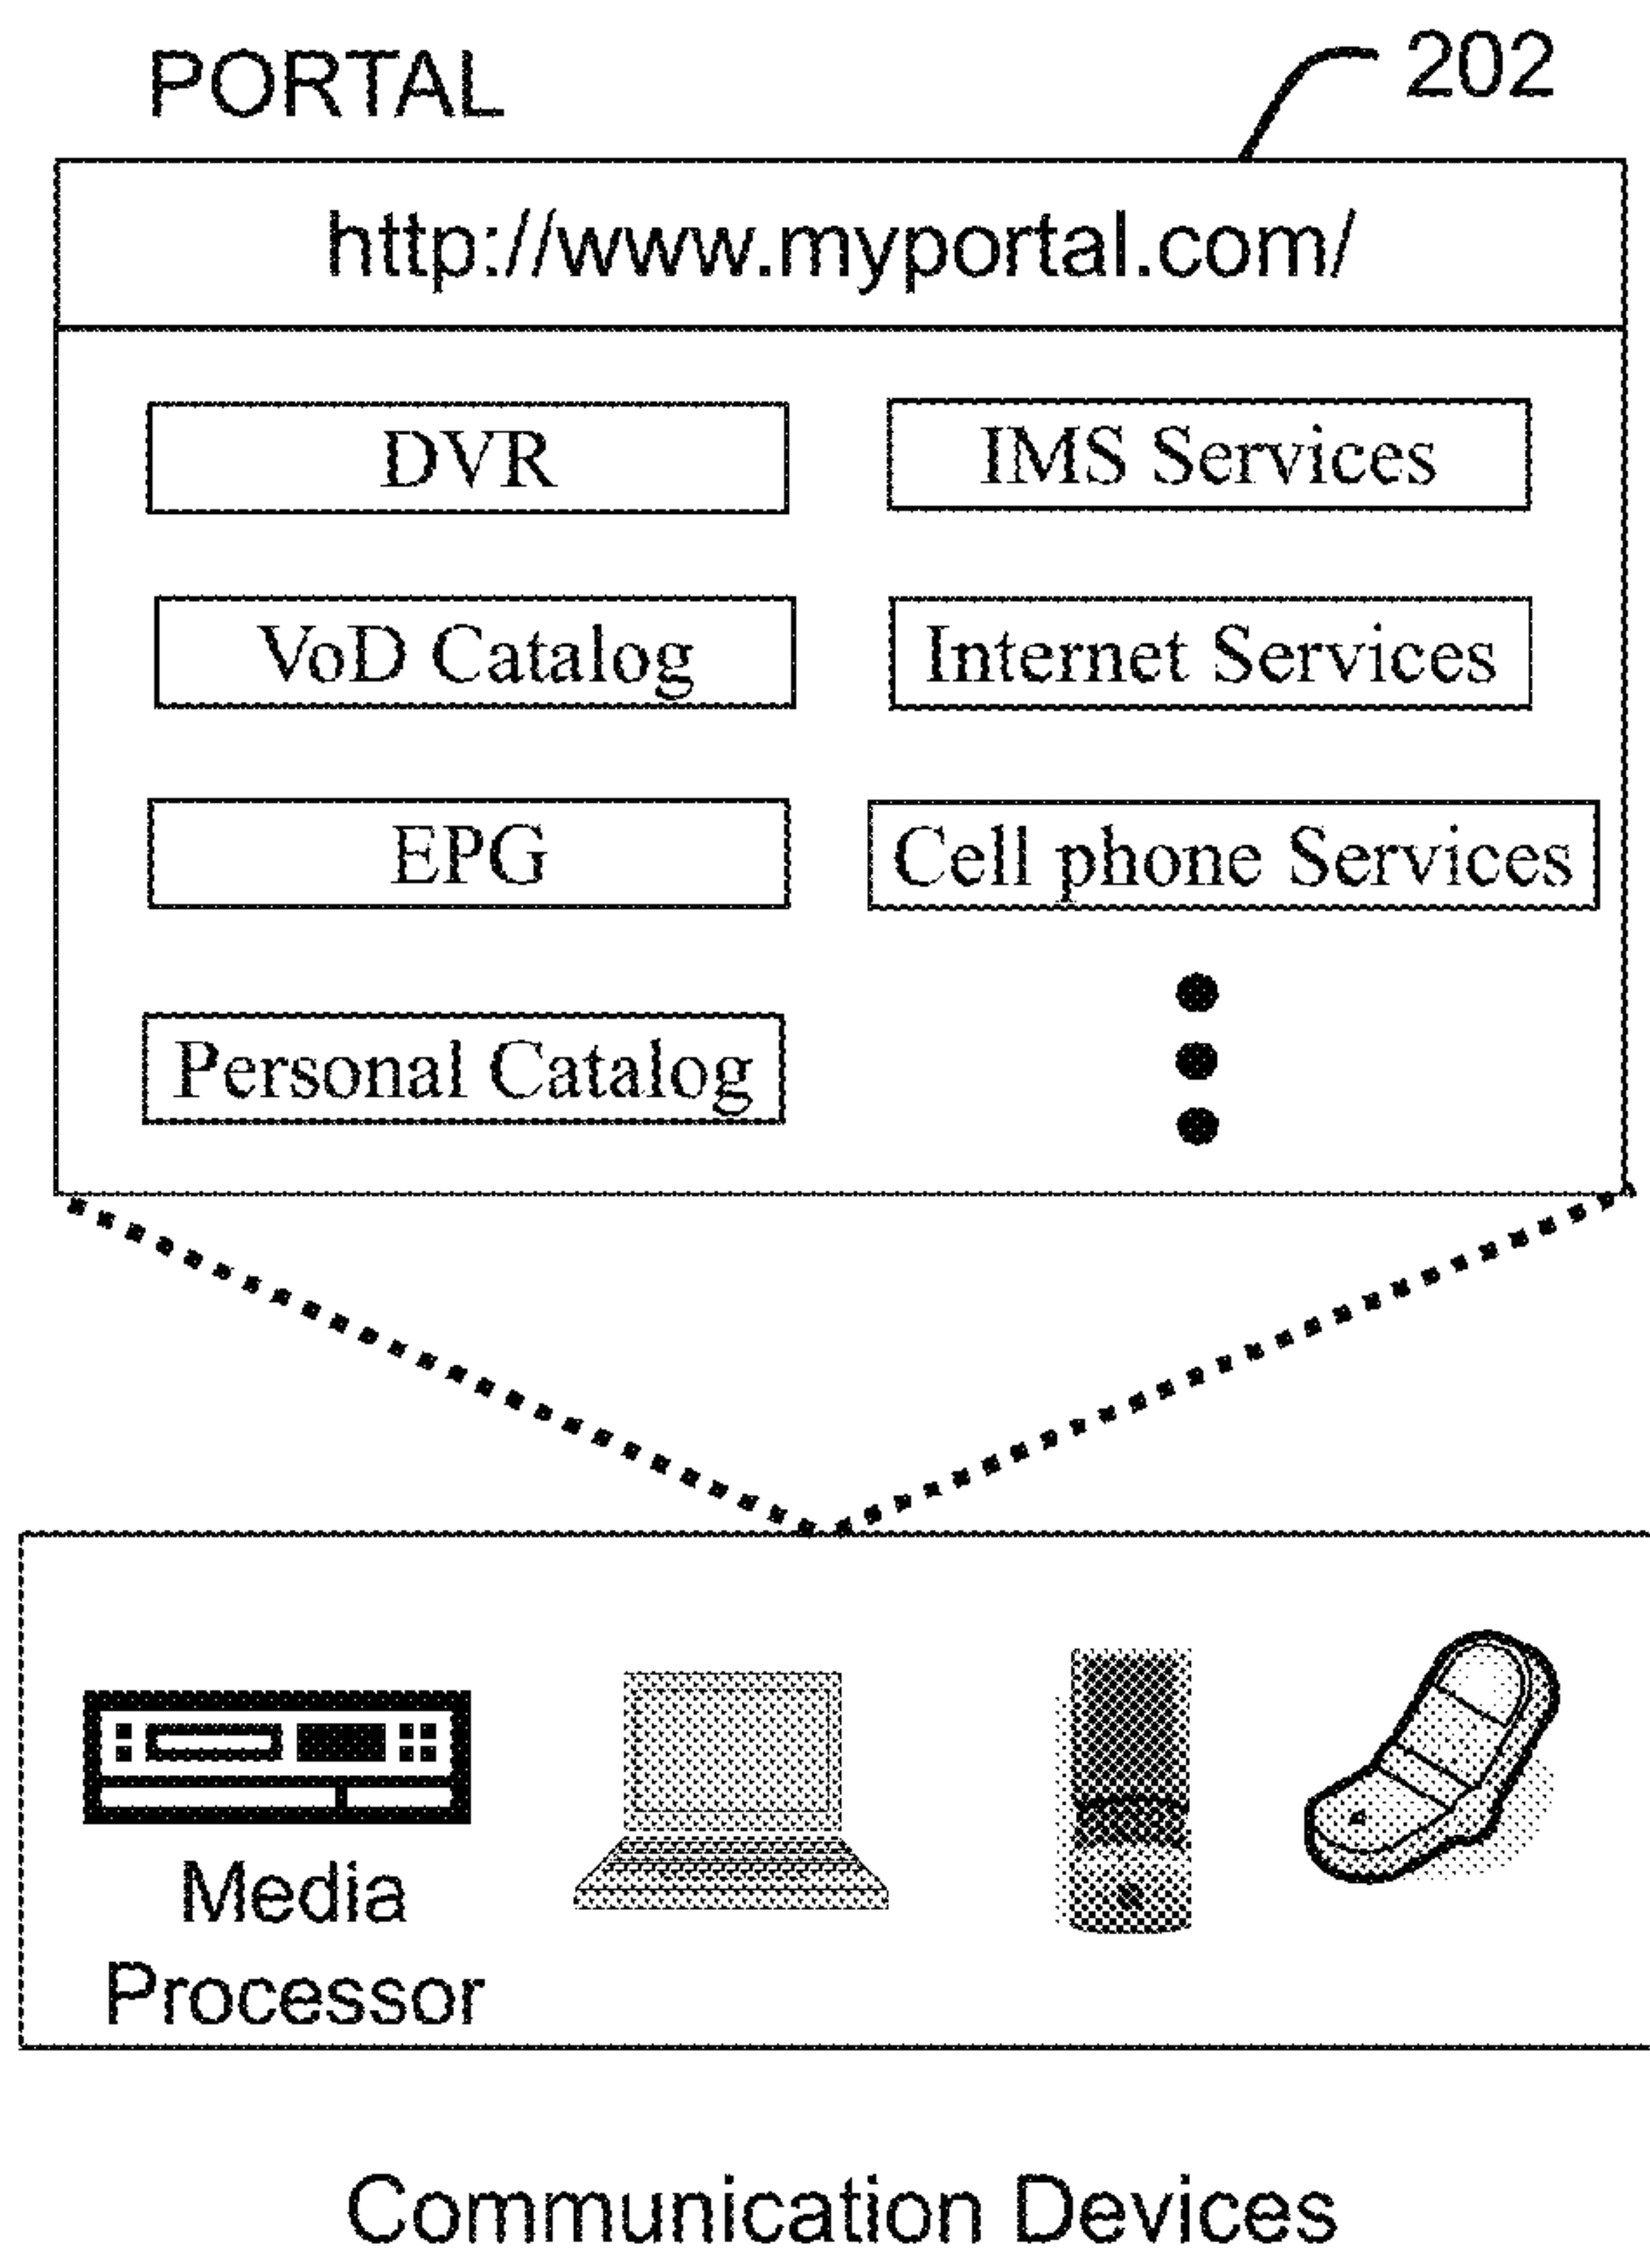 PORTAL
202
http://www.myportal.com/
DVR
IMS Services
VoD Catalog
Internet Services
EPG
Cell phone Services
Personal Catalog
Media
Processor
Communication Devices